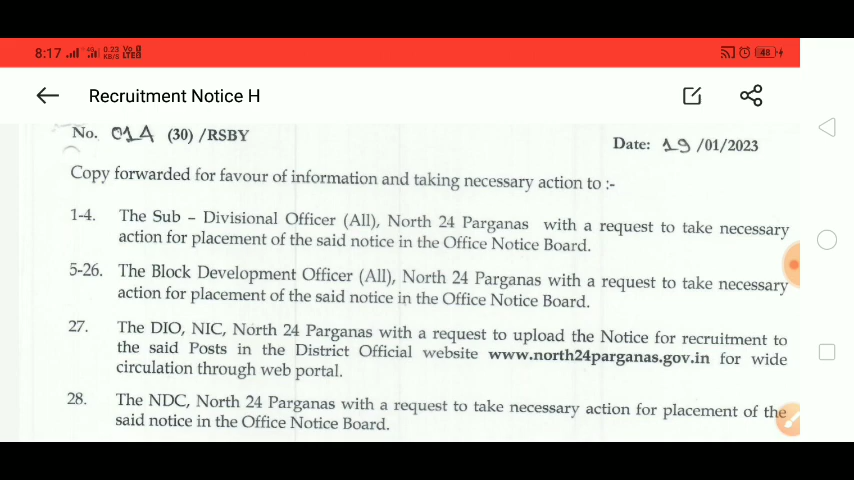 8:17 4G 0.23 KB/S Vo LTE 48
Recruitment Notice H
No. 01A (30) /RSBY
Date: 19 /01/2023
Copy forwarded for favour of information and taking necessary action to :-
1-4. The Sub – Divisional Officer (All), North 24 Parganas with a request to take necessary
action for placement of the said notice in the Office Notice Board.
5-26. The Block Development Officer (All), North 24 Parganas with a request to take necessary
action for placement of the said notice in the Office Notice Board.
27. The DIO, NIC, North 24 Parganas with a request to upload the Notice for recruitment to
the said Posts in the District Official website www.north24parganas.gov.in for wide
circulation through web portal.
28. The NDC, North 24 Parganas with a request to take necessary action for placement of the
said notice in the Office Notice Board.